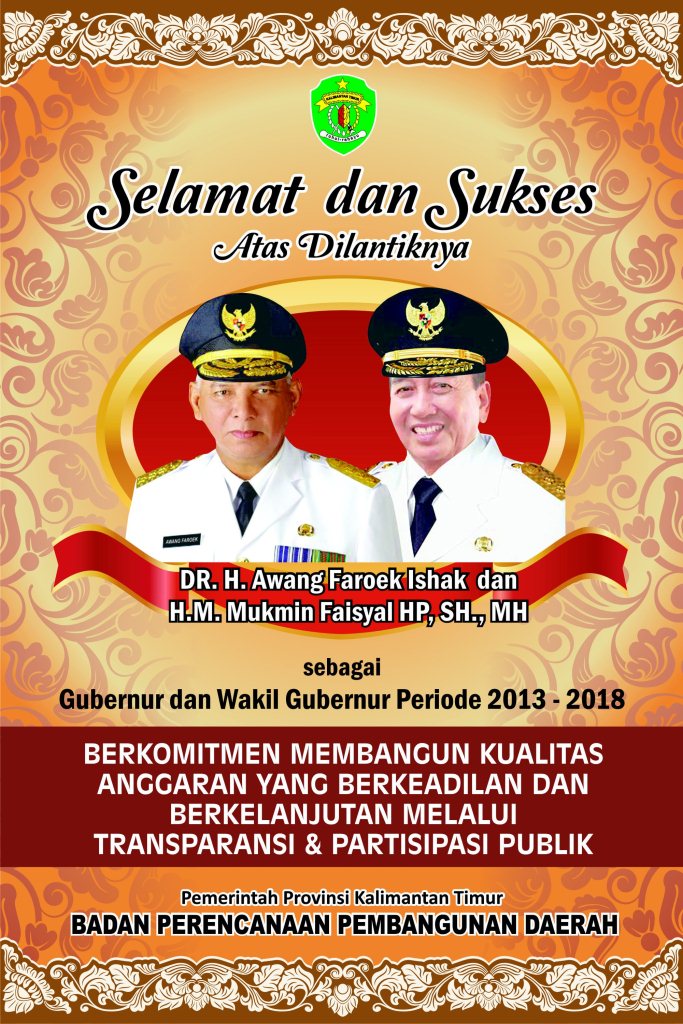 KALIMANTAN TIMUR
Selamat dan Sukses
Atas Dilantiknya
AWANG FAROEK
DR. H. Awang Faroek Ishak dan
H.M. Mukmin Faisyal HP, SH., MH
sebagai
Gubernur dan Wakil Gubernur Periode 2013 - 2018
BERKOMITMEN MEMBANGUN KUALITAS
ANGGARAN YANG BERKEADILAN DAN
BERKELANJUTAN MELALUI
TRANSPARANSI & PARTISIPASI PUBLIK
Pemerintah Provinsi Kalimantan Timur
BADAN PERENCANAAN PEMBANGUNAN DAERAH